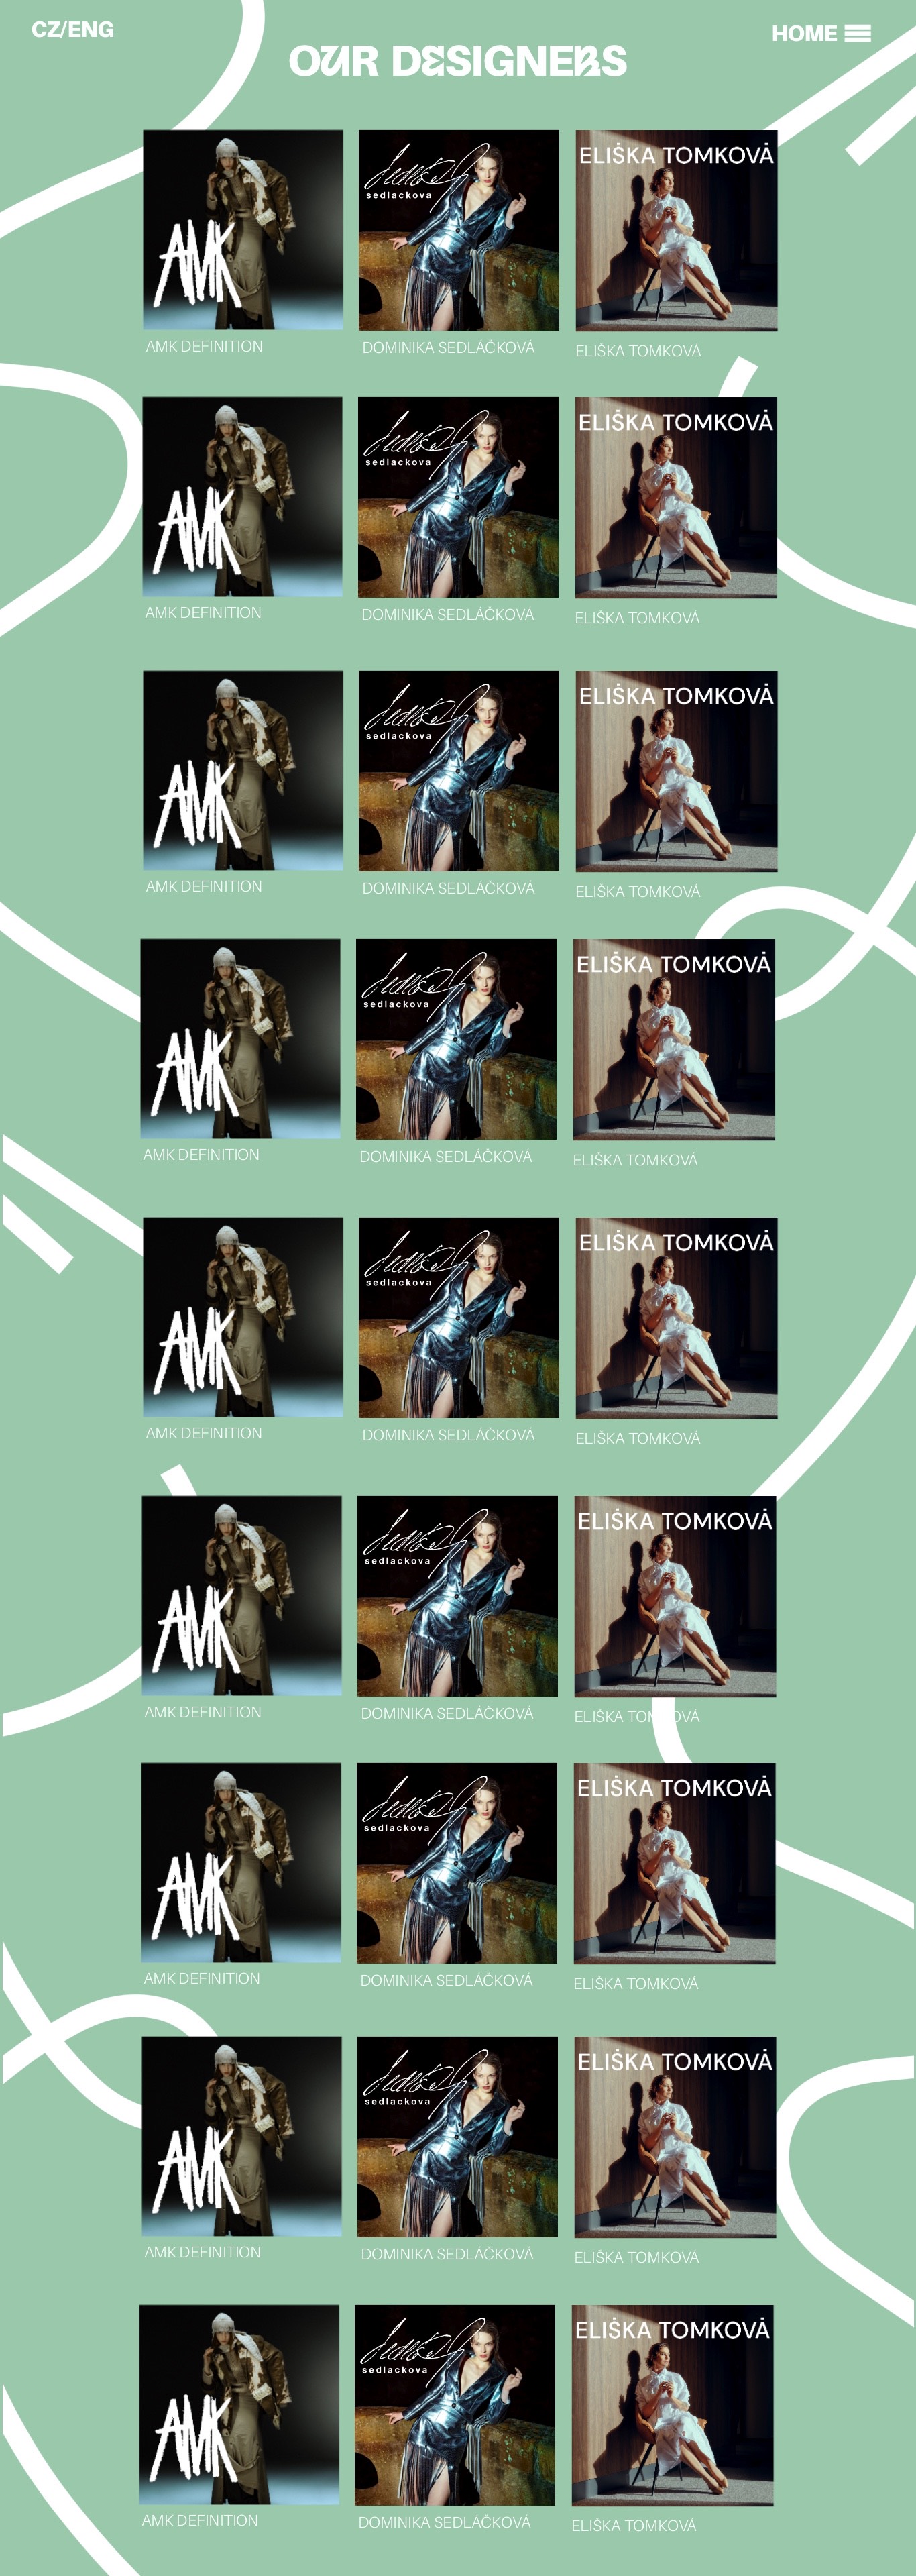 CZ/ENG
HOME
OUR DESIGNERS
AMK
sedlackova
ELIŠKA TOMKOVÁ
AMK DEFINITION
DOMINIKA SEDLÁČKOVÁ
ELIŠKA TOMKOVÁ
AMK
sedlackova
ELIŠKA TOMKOVÁ
AMK DEFINITION
DOMINIKA SEDLÁČKOVÁ
ELIŠKA TOMKOVÁ
AMK
sedlackova
ELIŠKA TOMKOVÁ
AMK DEFINITION
DOMINIKA SEDLÁČKOVÁ
ELIŠKA TOMKOVÁ
AMK
sedlackova
ELIŠKA TOMKOVÁ
AMK DEFINITION
DOMINIKA SEDLÁČKOVÁ
ELIŠKA TOMKOVÁ
AMK
sedlackova
ELIŠKA TOMKOVÁ
AMK DEFINITION
DOMINIKA SEDLÁČKOVÁ
ELIŠKA TOMKOVÁ
AMK
sedlackova
ELIŠKA TOMKOVÁ
AMK DEFINITION
DOMINIKA SEDLÁČKOVÁ
ELIŠKA TOMKOVÁ
AMK
sedlackova
ELIŠKA TOMKOVÁ
AMK DEFINITION
DOMINIKA SEDLÁČKOVÁ
ELIŠKA TOMKOVÁ
AMK
sedlackova
ELIŠKA TOMKOVÁ
AMK DEFINITION
DOMINIKA SEDLÁČKOVÁ
ELIŠKA TOMKOVÁ
AMK
sedlackova
ELIŠKA TOMKOVÁ
AMK DEFINITION
DOMINIKA SEDLÁČKOVÁ
ELIŠKA TOMKOVÁ